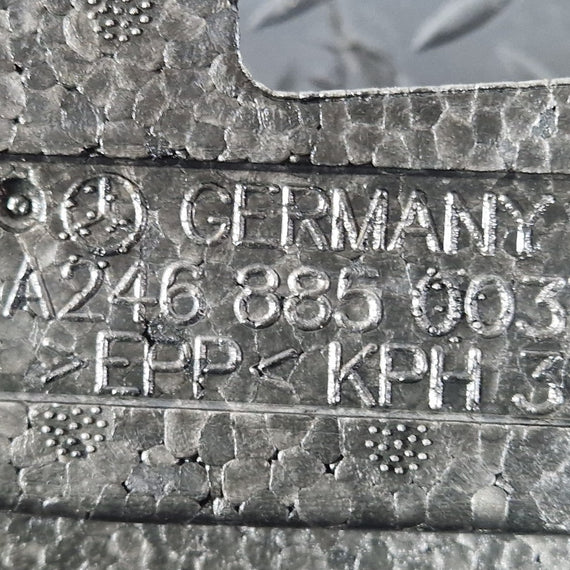 GERMANY
A246 885 003
>EPP< KPH 3